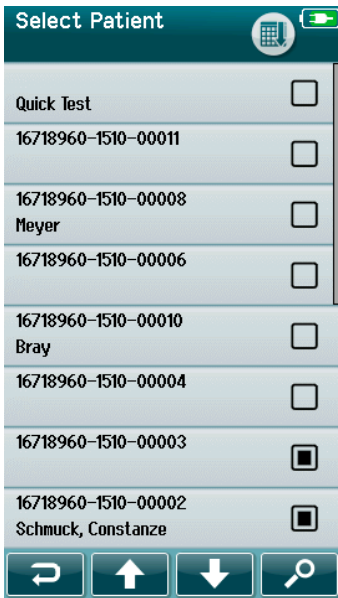 Select Patient
Quick Test
16718960-1510-00011
16718960-1510-00008
Meyer
16718960-1510-00006
16718960-1510-00010
Bray
16718960-1510-00004
16718960-1510-00003
16718960-1510-00002
Schmuck, Constanze